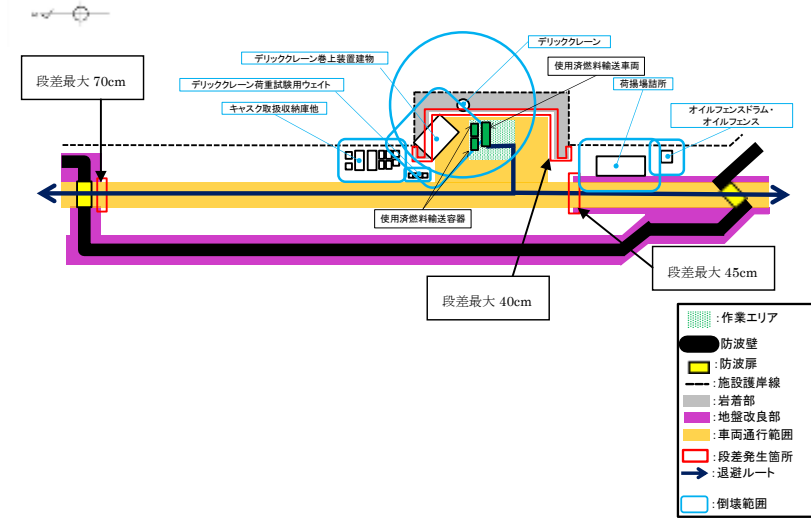 デリッククレーン
デリッククレーン巻上装置建物
使用済燃料輸送車両
段差最大 70cm
デリッククレーン荷重試験用ウェイト
荷揚場詰所
キャスク取扱収納庫他
オイルフェンスドラム・
オイルフェンス
使用済燃料輸送容器
段差最大 45cm
段差最大 40cm
:作業エリア
防波壁
:防波扉
:施設護岸線
:岩着部
:地盤改良部
:車両通行範囲
:段差発生箇所
:退避ルート
:倒壊範囲